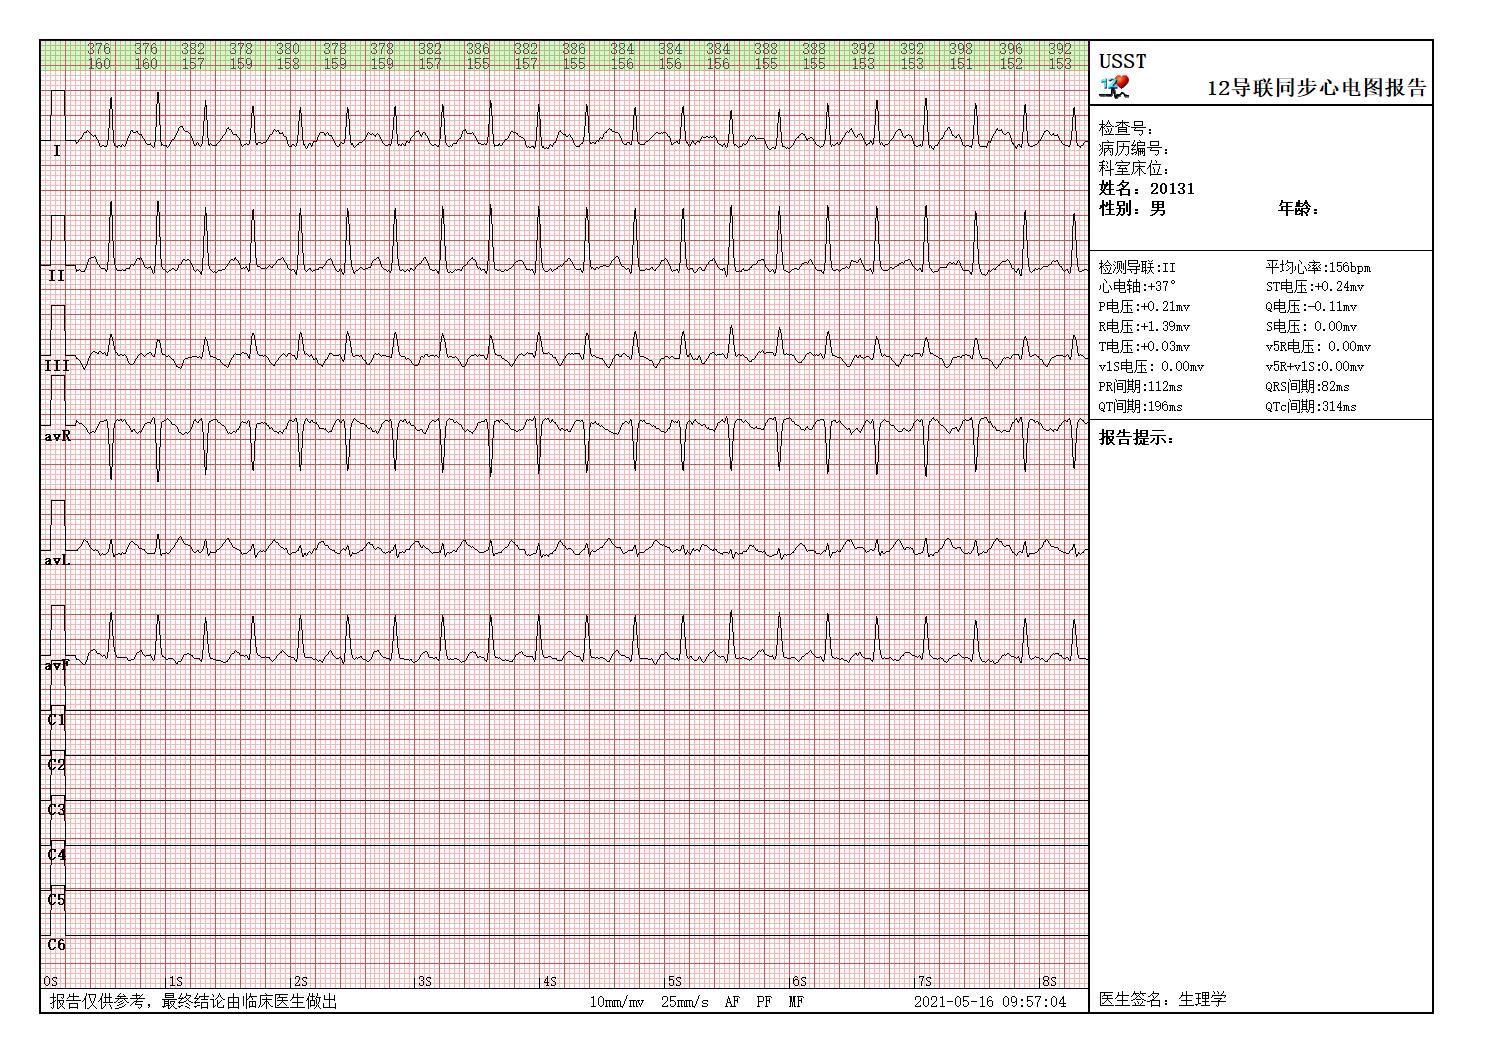 376 376 382 378 380 378 378 382 386 382 386 384 384 384 388 388 392 392 398 396 392
160 160 157 159 158 159 159 157 155 157 155 156 156 156 155 155 153 153 151 152 153
I
II
III
avR
avL
avF
C1
C2
C3
C4
C5
C6
0S 1S 2S 3S 4S 5S 6S 7S 8S
报告仅供参考，最终结论由临床医生做出 10mm/mv 25mm/s AF PF MF 2021-05-16 09:57:04
USST
12
12导联同步心电图报告
检查号：
病历编号：
科室床位：
姓名：20131
性别：男 年龄：
检测导联:II 平均心率:156bpm
心电轴:+37° ST电压:+0.24mv
P电压:+0.21mv Q电压:-0.11mv
R电压:+1.39mv S电压: 0.00mv
T电压:+0.03mv v5R电压: 0.00mv
v1S电压: 0.00mv v5R+v1S:0.00mv
PR间期:112ms QRS间期:82ms
QT间期:196ms QTc间期:314ms
报告提示：
医生签名：生理学